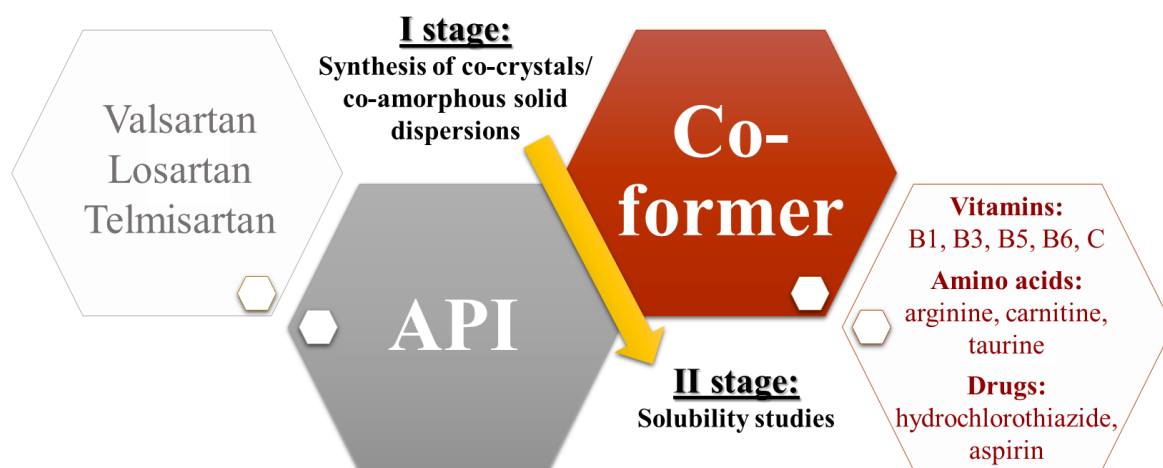 I stage:
Synthesis of co-crystals/
co-amorphous solid
dispersions
Valsartan
Losartan
Telmisartan
API
Co-
former
II stage:
Solubility studies
Vitamins:
B1, B3, B5, B6, C
Amino acids:
arginine, carnitine,
taurine
Drugs:
hydrochlorothiazide,
aspirin